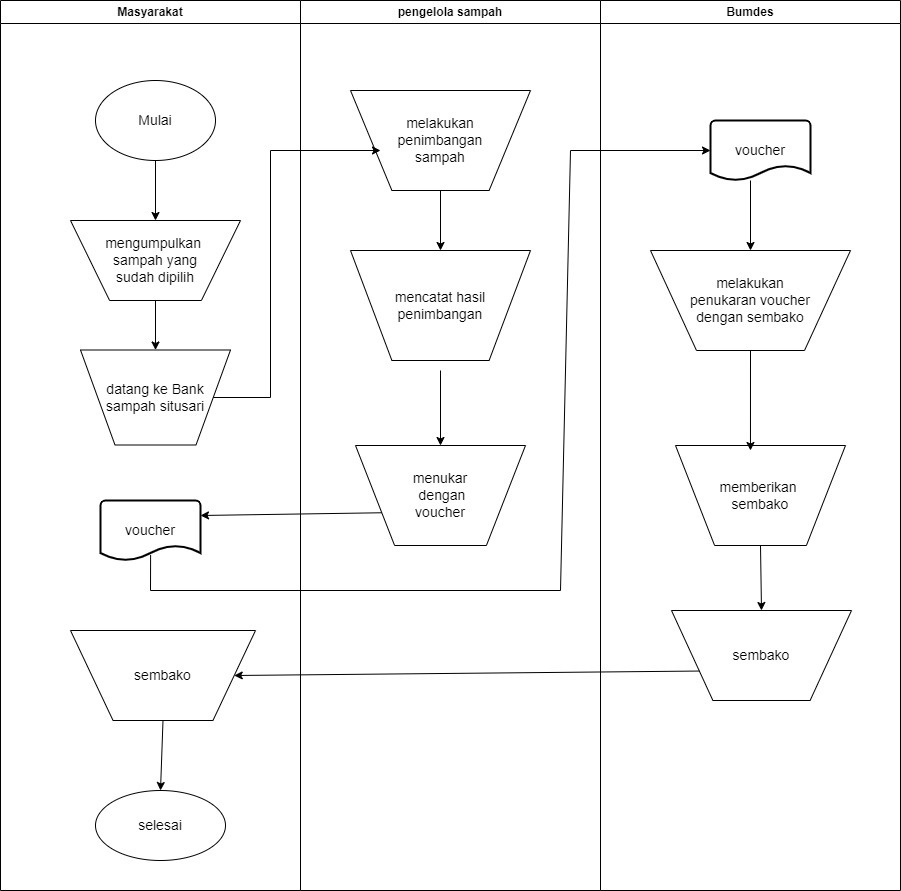 Masyarakat
pengelola sampah
Bumdes
Mulai
mengumpulkan
sampah yang
sudah dipilih
datang ke Bank
sampah situsari
voucher
sembako
selesai
melakukan
penimbangan
sampah
mencatat hasil
penimbangan
menukar
dengan
voucher
voucher
melakukan
penukaran voucher
dengan sembako
memberikan
sembako
sembako